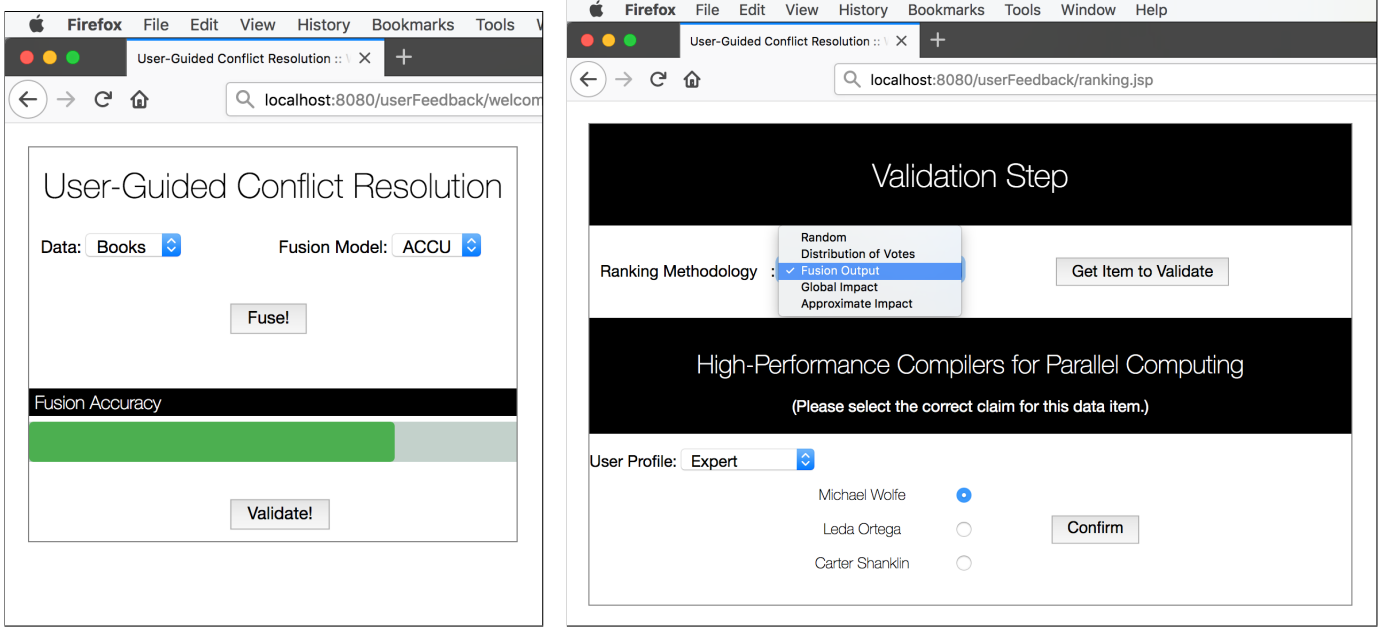 Firefox File Edit View History Bookmarks Tools
User-Guided Conflict Resolution ::
localhost:8080/userFeedback/welcom
User-Guided Conflict Resolution
Data: Books Fusion Model: ACCU
Fuse!
Fusion Accuracy
Validate!
Firefox File Edit View History Bookmarks Tools Window Help
User-Guided Conflict Resolution ::
localhost:8080/userFeedback/ranking.jsp
Validation Step
Random
Distribution of Votes
Ranking Methodology : ✓ Fusion Output Get Item to Validate
Global Impact
Approximate Impact
High-Performance Compilers for Parallel Computing
(Please select the correct claim for this data item.)
User Profile: Expert
Michael Wolfe
Leda Ortega Confirm
Carter Shanklin